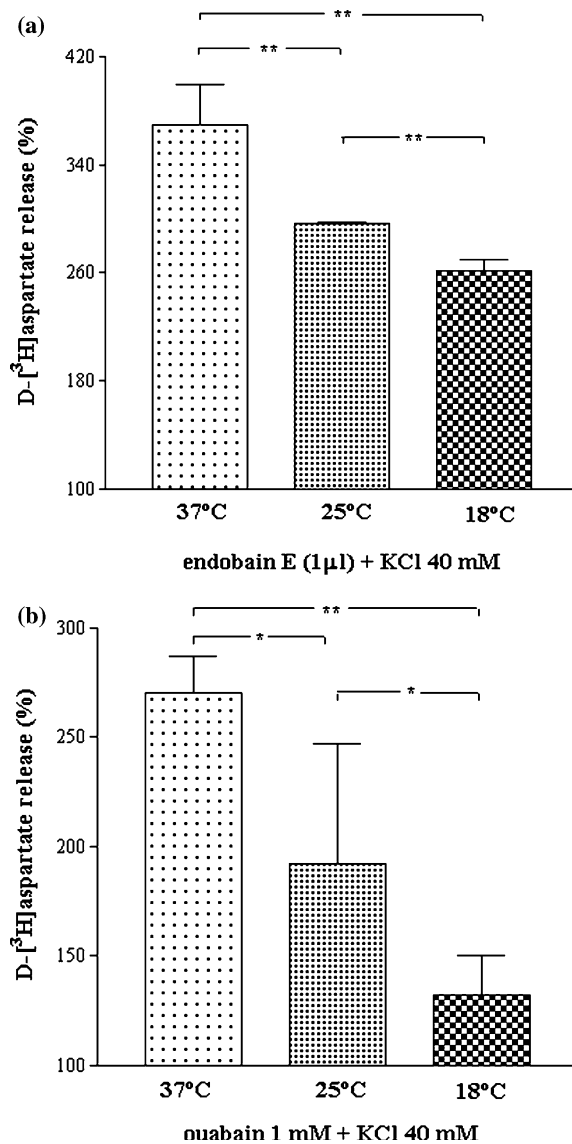 (a)
**
**
**
420
340
260
180
100
D-[³H]aspartate release (%)
37ºC 25ºC 18ºC
endobain E (1µl) + KCl 40 mM
(b)
**
*
*
300
250
200
150
100
D-[³H]aspartate release (%)
37ºC 25ºC 18ºC
ouabain 1 mM + KCl 40 mM